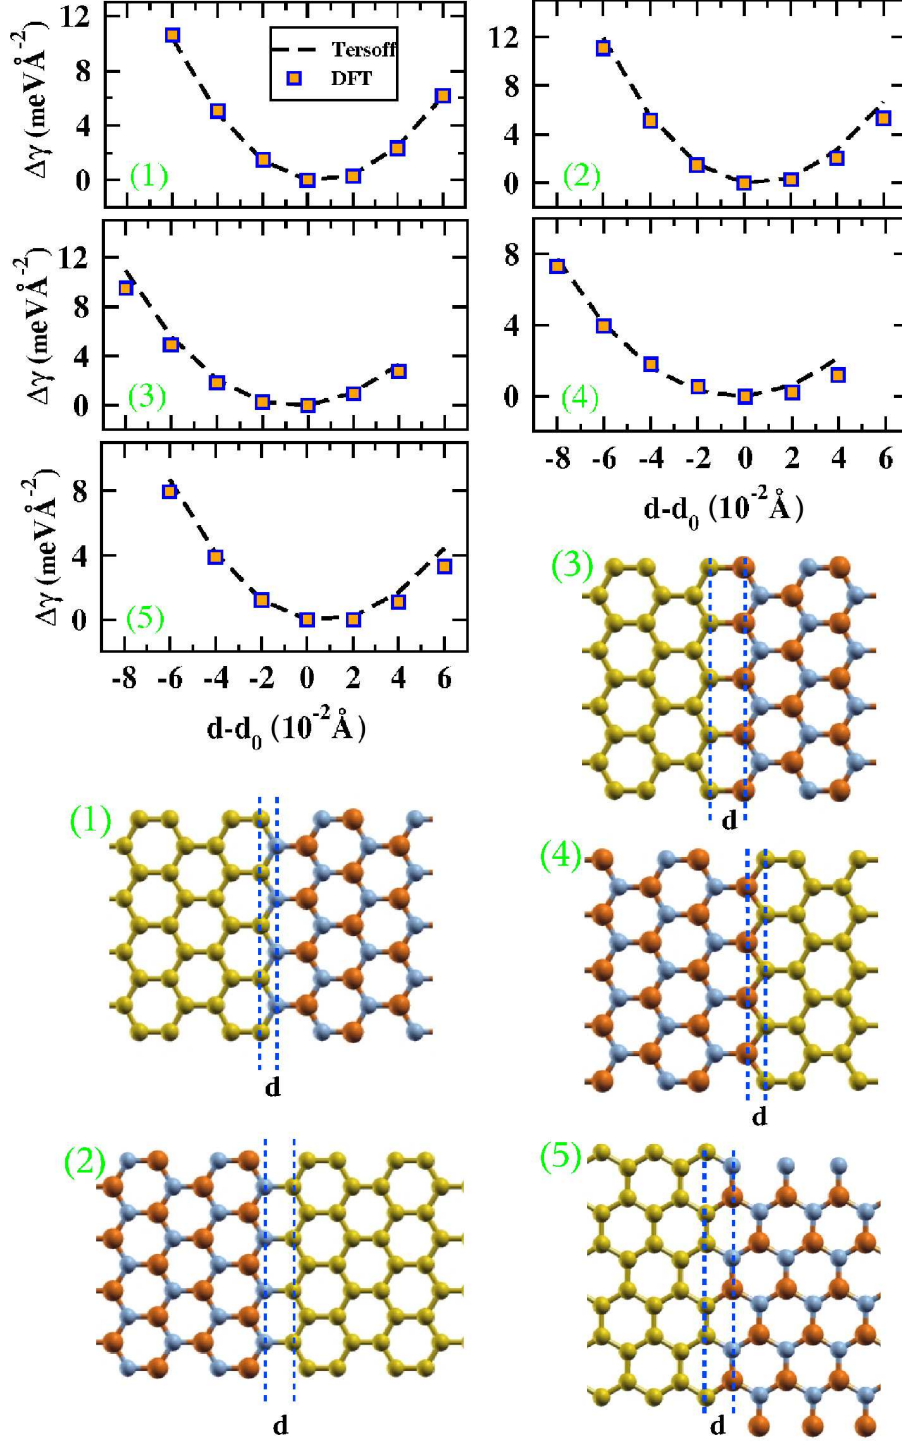 Δγ (meVÅ⁻²)
12
8
4
0
Tersoff
DFT
(1)
12
8
4
0
(2)
Δγ (meVÅ⁻²)
12
8
4
0
(3)
8
4
0
(4)
-8 -6 -4 -2 0 2 4 6
d-d₀ (10⁻² Å)
Δγ (meVÅ⁻²)
8
4
0
(5)
-8 -6 -4 -2 0 2 4 6
d-d₀ (10⁻² Å)
(3)
d
(1)
d
(4)
d
(2)
d
(5)
d